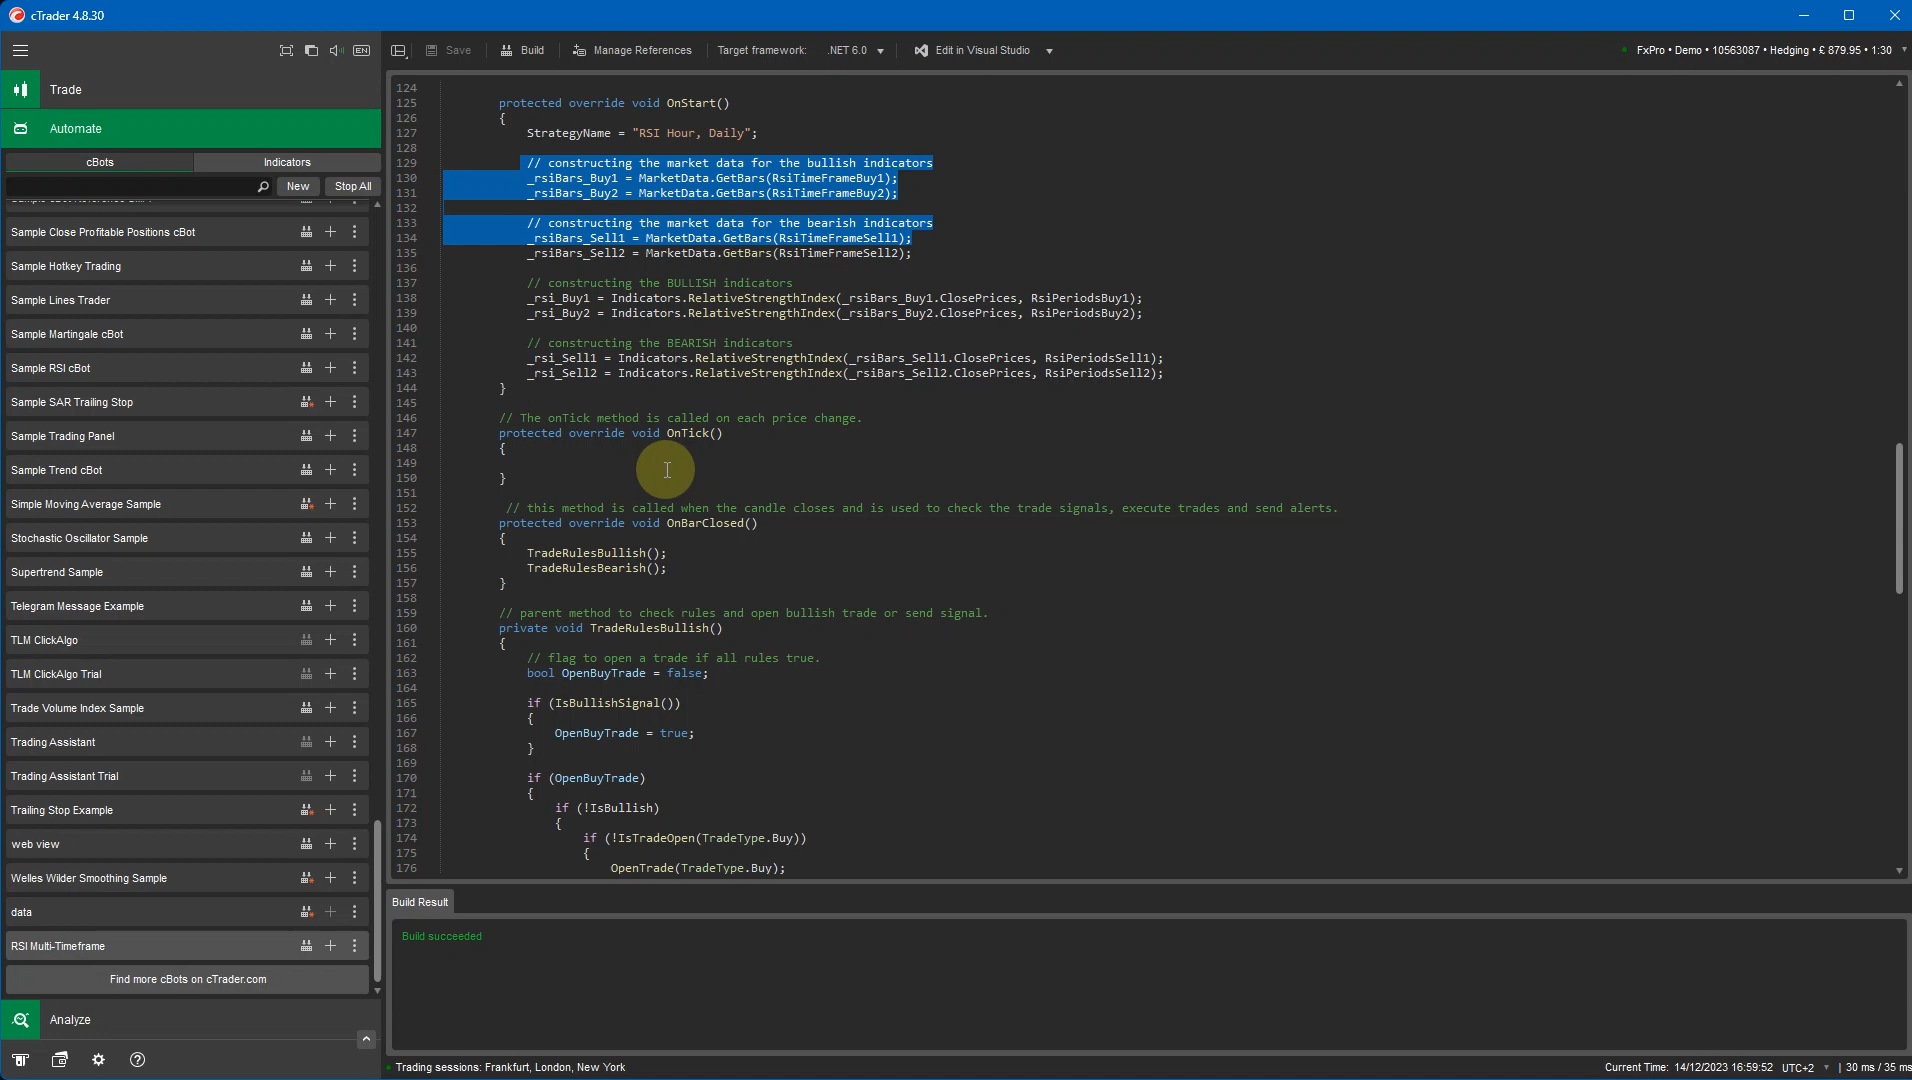 cTrader 4.8.30
EN
Save
Build
Manage References
Target framework:
.NET 6.0
Edit in Visual Studio
FxPro • Demo • 10563087 • Hedging • £ 879.95 • 1:30
Trade
Automate
cBots
Indicators
New
Stop All
Sample Close Profitable Positions cBot
Sample Hotkey Trading
Sample Lines Trader
Sample Martingale cBot
Sample RSI cBot
Sample SAR Trailing Stop
Sample Trading Panel
Sample Trend cBot
Simple Moving Average Sample
Stochastic Oscillator Sample
Supertrend Sample
Telegram Message Example
TLM ClickAlgo
TLM ClickAlgo Trial
Trade Volume Index Sample
Trading Assistant
Trading Assistant Trial
Trailing Stop Example
web view
Welles Wilder Smoothing Sample
data
RSI Multi-Timeframe
Find more cBots on cTrader.com
Analyze
124
125 protected override void OnStart()
126 {
127 StrategyName = "RSI Hour, Daily";
128
129 // constructing the market data for the bullish indicators
130 _rsiBars_Buy1 = MarketData.GetBars(RsiTimeFrameBuy1);
131 _rsiBars_Buy2 = MarketData.GetBars(RsiTimeFrameBuy2);
132
133 // constructing the market data for the bearish indicators
134 _rsiBars_Sell1 = MarketData.GetBars(RsiTimeFrameSell1);
135 _rsiBars_Sell2 = MarketData.GetBars(RsiTimeFrameSell2);
136
137 // constructing the BULLISH indicators
138 _rsi_Buy1 = Indicators.RelativeStrengthIndex(_rsiBars_Buy1.ClosePrices, RsiPeriodsBuy1);
139 _rsi_Buy2 = Indicators.RelativeStrengthIndex(_rsiBars_Buy2.ClosePrices, RsiPeriodsBuy2);
140
141 // constructing the BEARISH indicators
142 _rsi_Sell1 = Indicators.RelativeStrengthIndex(_rsiBars_Sell1.ClosePrices, RsiPeriodsSell1);
143 _rsi_Sell2 = Indicators.RelativeStrengthIndex(_rsiBars_Sell2.ClosePrices, RsiPeriodsSell2);
144 }
145
146 // The onTick method is called on each price change.
147 protected override void OnTick()
148 {
149
150 }
151
152 // this method is called when the candle closes and is used to check the trade signals, execute trades and send alerts.
153 protected override void OnBarClosed()
154 {
155 TradeRulesBullish();
156 TradeRulesBearish();
157 }
158
159 // parent method to check rules and open bullish trade or send signal.
160 private void TradeRulesBullish()
161 {
162 // flag to open a trade if all rules true.
163 bool OpenBuyTrade = false;
164
165 if (IsBullishSignal())
166 {
167 OpenBuyTrade = true;
168 }
169
170 if (OpenBuyTrade)
171 {
172 if (!IsBullish)
173 {
174 if (!IsTradeOpen(TradeType.Buy))
175 {
176 OpenTrade(TradeType.Buy);
Build Result
Build succeeded
Trading sessions: Frankfurt, London, New York
Current Time: 14/12/2023 16:59:52 UTC+2 | 30 ms / 35 ms